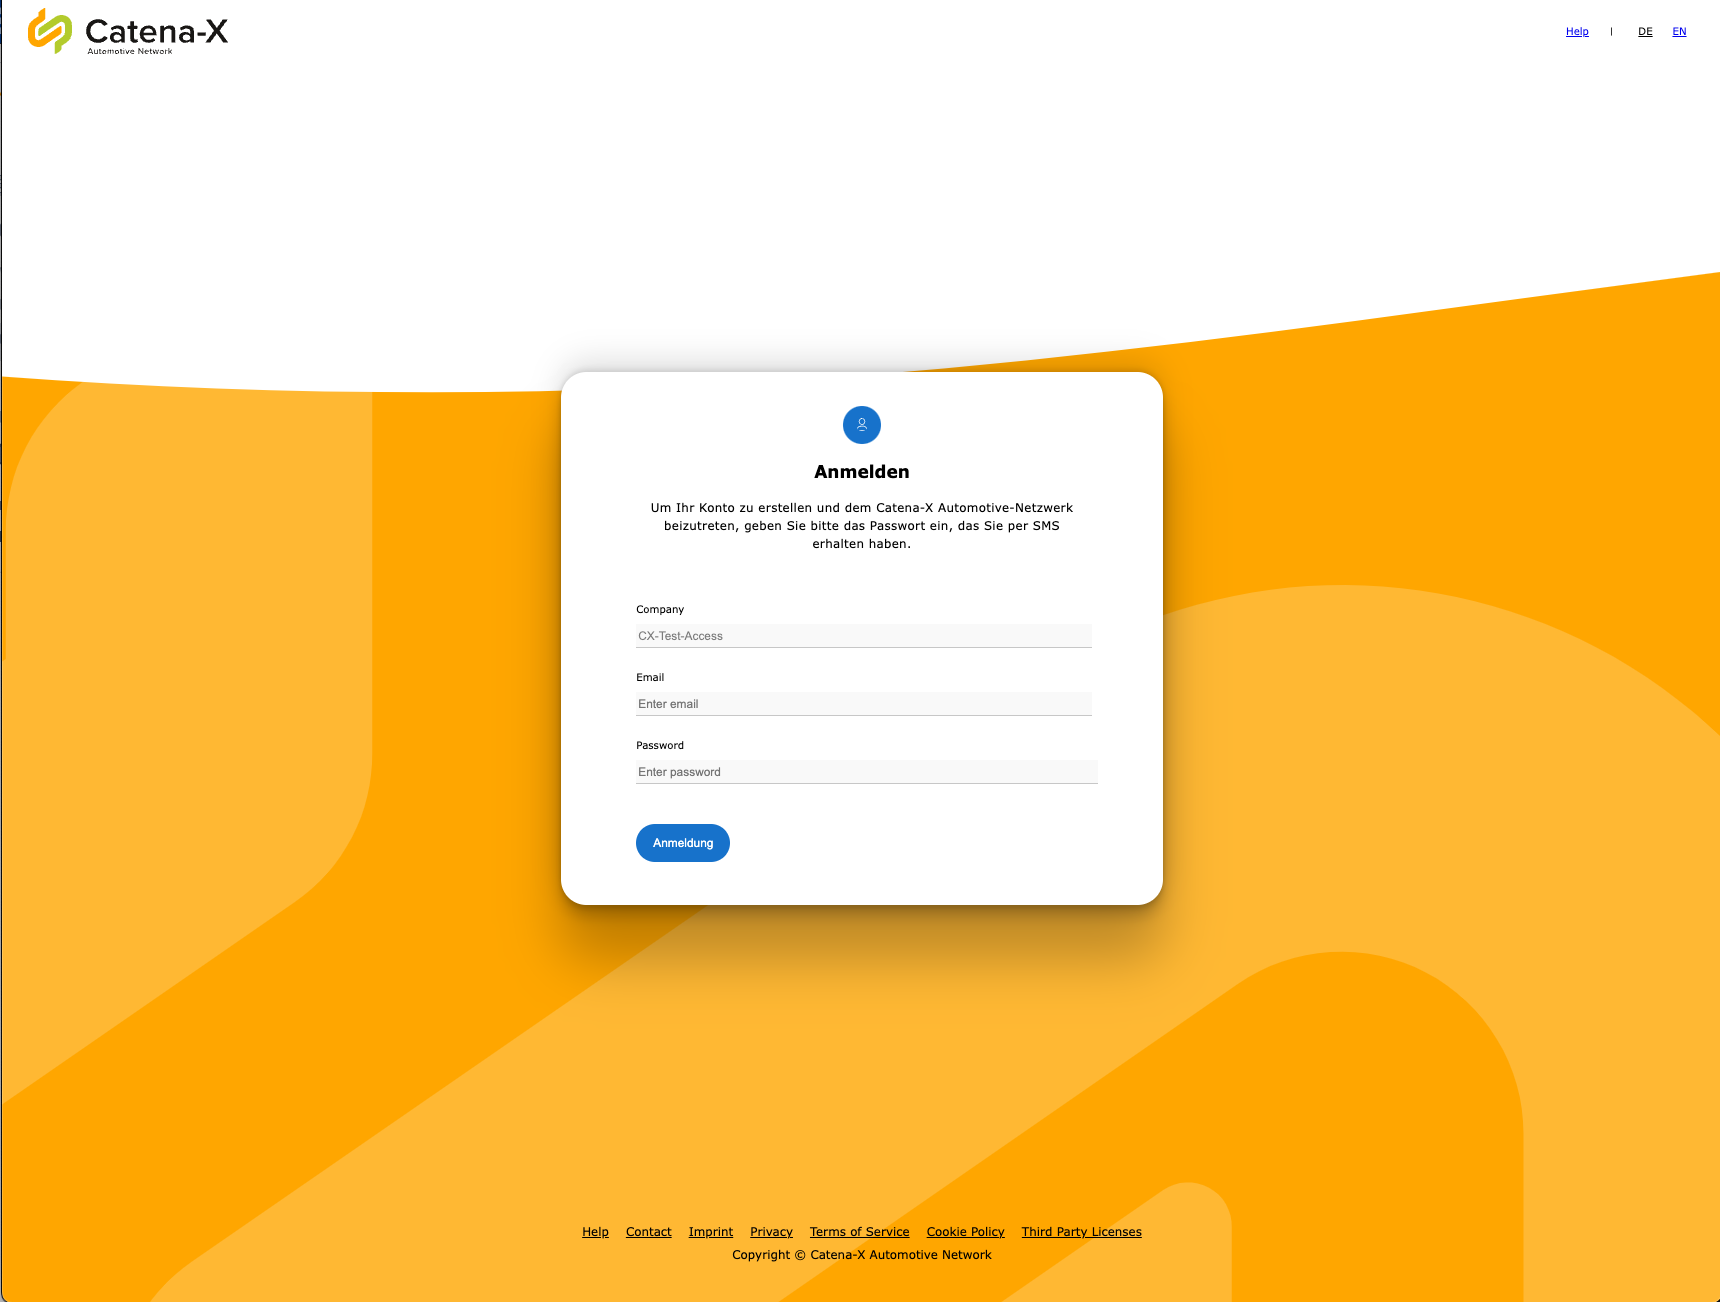 Catena-X
Automotive Network
Help | DE EN
Anmelden
Um Ihr Konto zu erstellen und dem Catena-X Automotive-Netzwerk
beizutreten, geben Sie bitte das Passwort ein, das Sie per SMS
erhalten haben.
Company
CX-Test-Access
Email
Enter email
Password
Enter password
Anmeldung
Help Contact Imprint Privacy Terms of Service Cookie Policy Third Party Licenses
Copyright © Catena-X Automotive Network